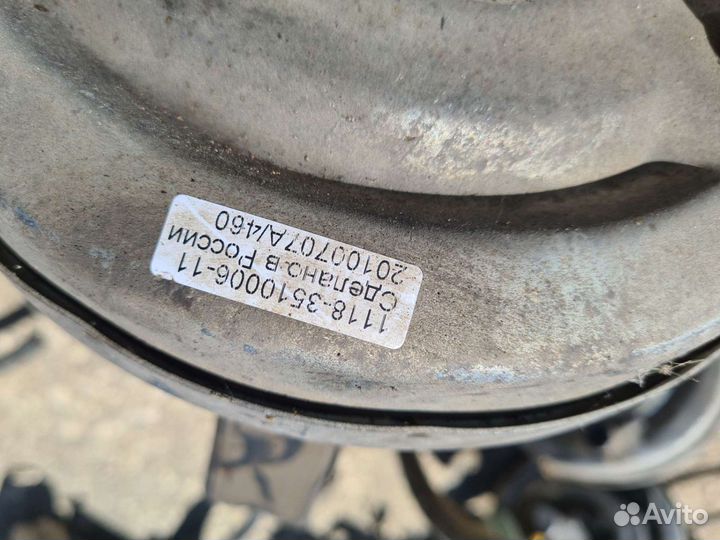 1118-3510006-11
Сделано в России
20100707А/460
Avito